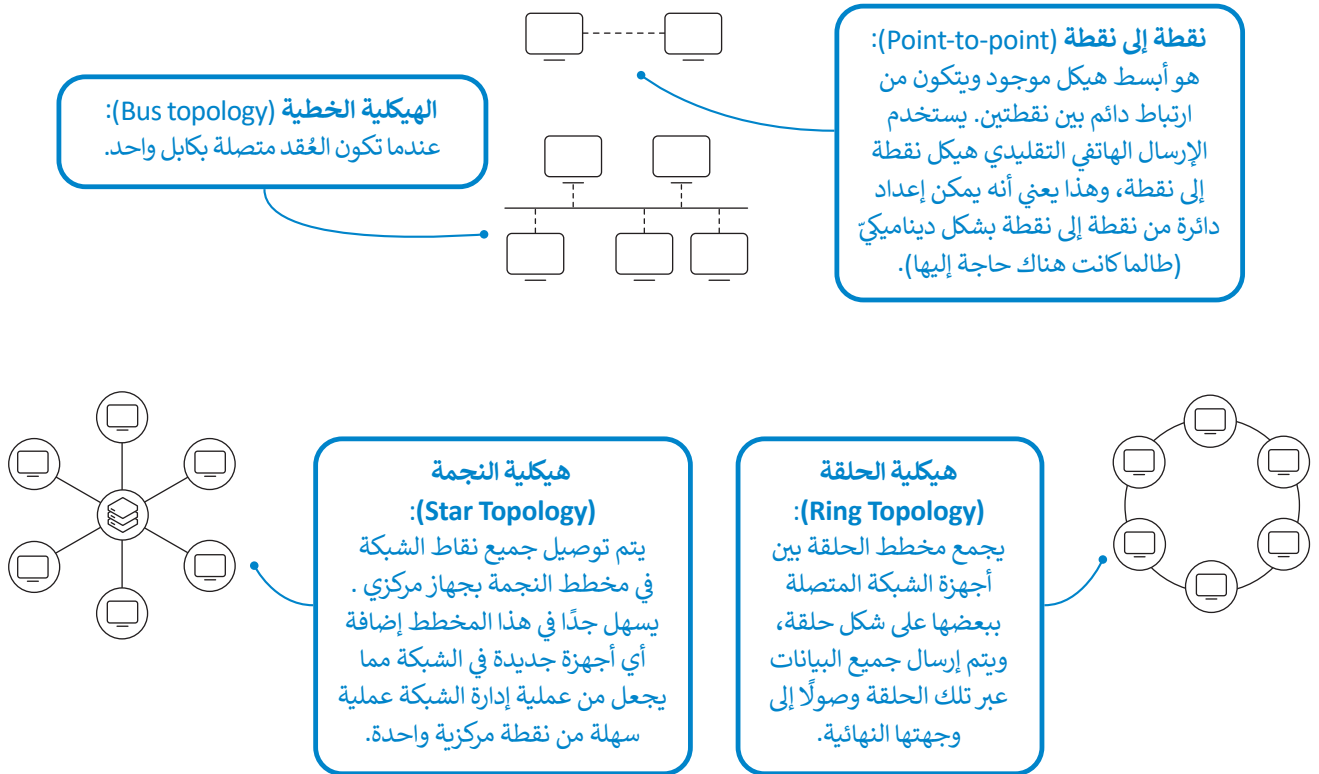 نقطة إلى نقطة (Point-to-point):
هو أبسط هيكل موجود ويتكون من
ارتباط دائم بين نقطتين. يستخدم
الإرسال الهاتفي التقليدي هيكل نقطة
إلى نقطة، وهذا يعني أنه يمكن إعداد
دائرة من نقطة إلى نقطة بشكل ديناميكيّ
(طالما كانت هناك حاجة إليها).
الهيكلية الخطية (Bus topology):
عندما تكون العُقد متصلة بكابل واحد.
هيكلية الحلقة
(Ring Topology):
يجمع مخطط الحلقة بين
أجهزة الشبكة المتصلة
ببعضها على شكل حلقة،
ويتم إرسال جميع البيانات
عبر تلك الحلقة وصولًا إلى
وجهتها النهائية.
هيكلية النجمة
(Star Topology):
يتم توصيل جميع نقاط الشبكة
في مخطط النجمة بجهاز مركزي .
يسهل جدًا في هذا المخطط إضافة
أي أجهزة جديدة في الشبكة مما
يجعل من عملية إدارة الشبكة عملية
سهلة من نقطة مركزية واحدة.